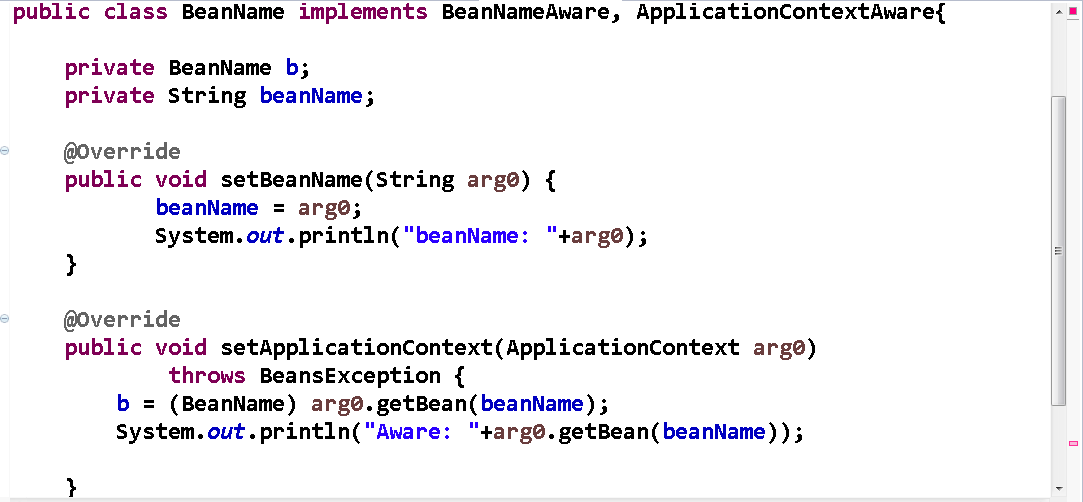 public class BeanName implements BeanNameAware, ApplicationContextAware{
private BeanName b;
private String beanName;
@Override
public void setBeanName(String arg0) {
beanName = arg0;
System.out.println("beanName: "+arg0);
}
@Override
public void setApplicationContext(ApplicationContext arg0)
throws BeansException {
b = (BeanName) arg0.getBean(beanName);
System.out.println("Aware: "+arg0.getBean(beanName));
}